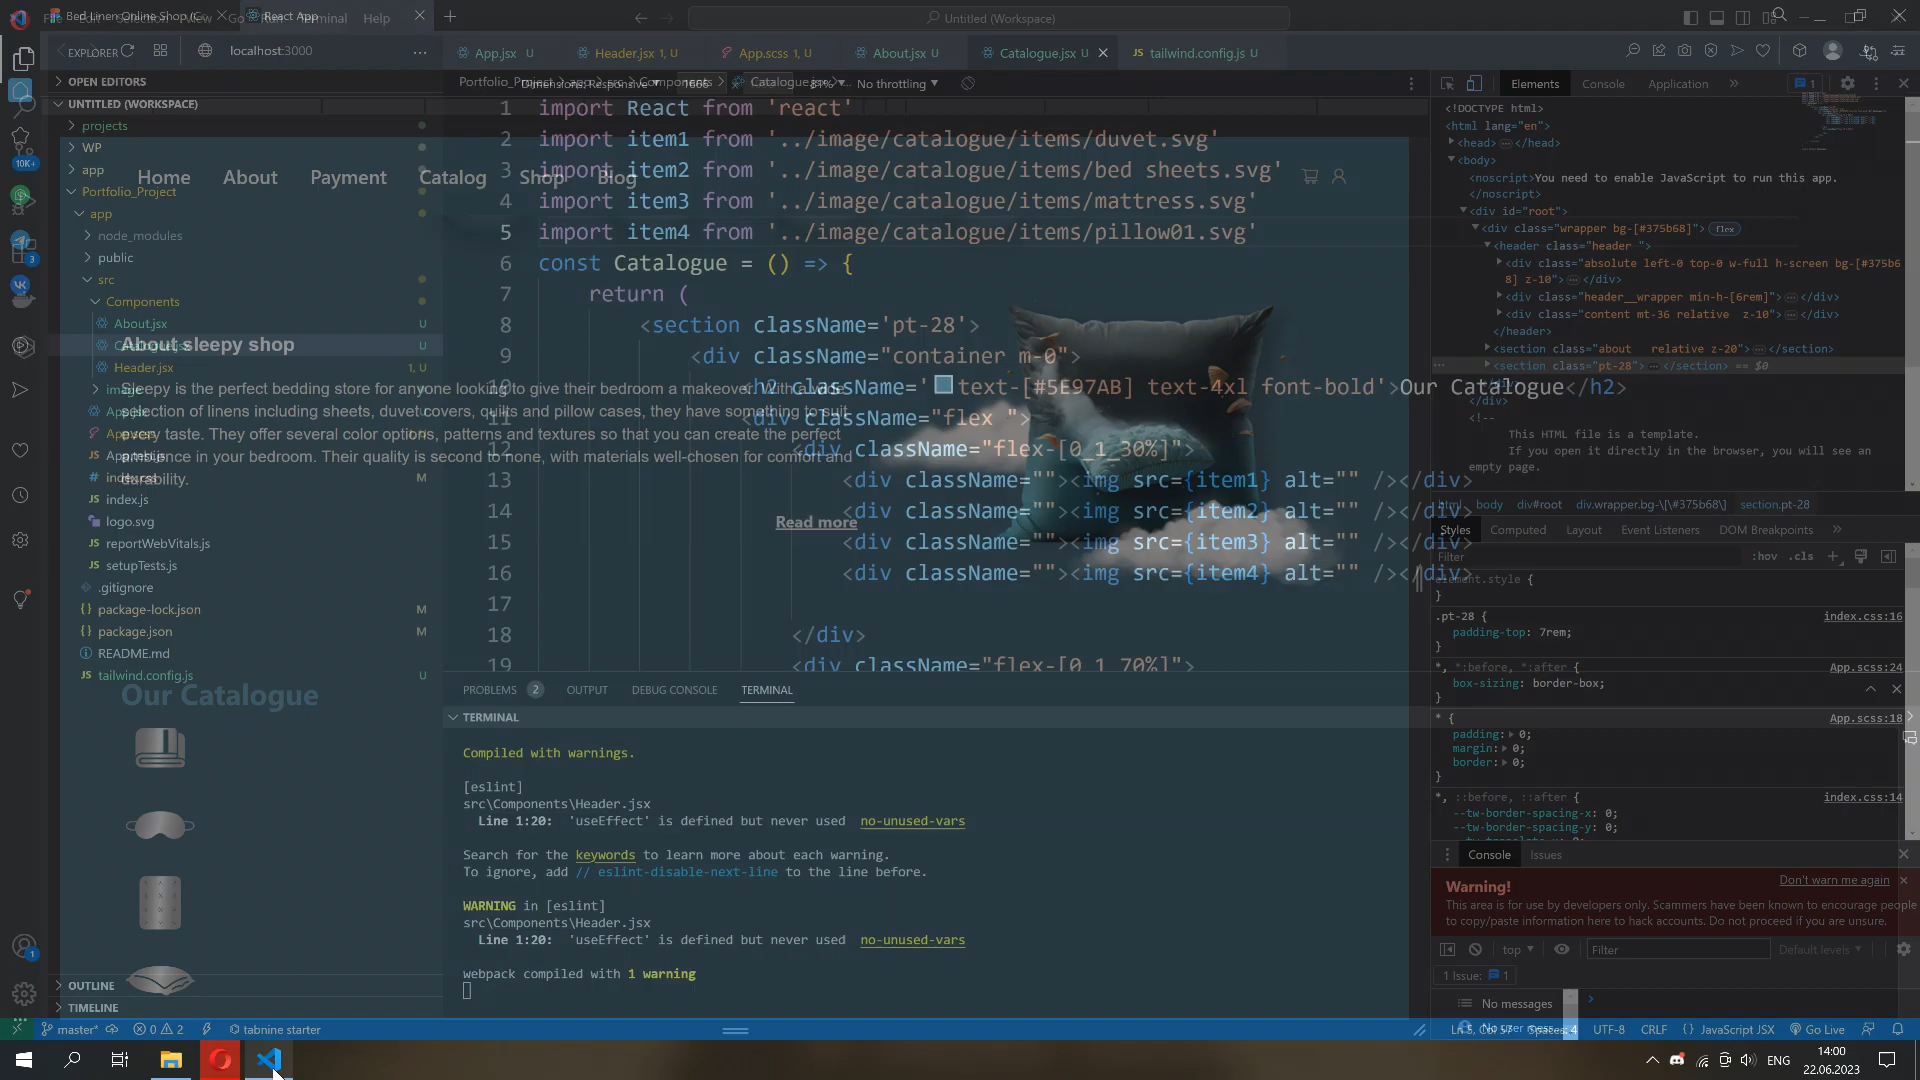 Bed Linen Online Shop (C
React App
Terminal
Help
Untitled (Workspace)
EXPLORER
localhost:3000
App.jsx U
Header.jsx 1, U
App.scss 1, U
About.jsx U
Catalogue.jsx U
tailwind.config.js U
OPEN EDITORS
UNTITLED (WORKSPACE)
projects
WP
app
Portfolio_Project
app
node_modules
public
src
Components
About.jsx U
Header.jsx 1, U
index.js
logo.svg
reportWebVitals.js
setupTests.js
.gitignore
package-lock.json M
package.json M
README.md
tailwind.config.js U
OUTLINE
TIMELINE
Dimensions: Responsive
1666
81%
No throttling
Home
About
Payment
Catalog
Shop
Blog
About sleepy shop
Sleepy is the perfect bedding store for anyone looking to give their bedroom a makeover. With a wide
selection of linens including sheets, duvet covers, quilts and pillow cases, they have something to suit
every taste. They offer several color options, patterns and textures so that you can create the perfect
ambience in your bedroom. Their quality is second to none, with materials well-chosen for comfort and
durability.
Read more
Our Catalogue
1 import React from 'react'
2 import item1 from '../image/catalogue/items/duvet.svg'
3 import item2 from '../image/catalogue/items/bed sheets.svg'
4 import item3 from '../image/catalogue/items/mattress.svg'
5 import item4 from '../image/catalogue/items/pillow01.svg'
6 const Catalogue = () => {
7 return (
8 <section className='pt-28'>
9 <div className="container m-0">
10 <h2 className='text-[#5E97AB] text-4xl font-bold'>Our Catalogue</h2>
11 <div className="flex ">
12 <div className="flex-[0_1_30%]">
13 <div className=""><img src={item1} alt="" /></div>
14 <div className=""><img src={item2} alt="" /></div>
15 <div className=""><img src={item3} alt="" /></div>
16 <div className=""><img src={item4} alt="" /></div>
17
18 </div>
19 <div className="flex-[0_1_70%]">
PROBLEMS 2
OUTPUT
DEBUG CONSOLE
TERMINAL
TERMINAL
Compiled with warnings.
[eslint]
src\Components\Header.jsx
Line 1:20: 'useEffect' is defined but never used no-unused-vars
Search for the keywords to learn more about each warning.
To ignore, add // eslint-disable-next-line to the line before.
WARNING in [eslint]
src\Components\Header.jsx
Line 1:20: 'useEffect' is defined but never used no-unused-vars
webpack compiled with 1 warning
Elements
Console
Application
1
<!DOCTYPE html>
<html lang="en">
<head> </head>
<body>
<noscript>You need to enable JavaScript to run this app.
</noscript>
<div id="root">
<div class="wrapper bg-[#375b68]"> flex
<header class="header ">
<div class="absolute left-0 top-0 w-full h-screen bg-[#375b6
8] z-10"> </div>
<div class="header__wrapper min-h-[6rem]"> </div>
<div class="content mt-36 relative z-10"> </div>
</header>
<section class="about relative z-20"> </section>
<section class="pt-28"> </section> == $0
</div>
</div>
<!--
This HTML file is a template.
If you open it directly in the browser, you will see an
empty page.
html body div#root div.wrapper.bg-\[\#375b68\] section.pt-28
Styles
Computed
Layout
Event Listeners
DOM Breakpoints
Filter
:hov .cls
element.style {
}
.pt-28 { index.css:16
padding-top: 7rem;
*, *:before, *:after { App.scss:24
box-sizing: border-box;
}
* { App.scss:18
padding: 0;
margin: 0;
border: 0;
}
*, ::before, ::after { index.css:14
--tw-border-spacing-x: 0;
--tw-border-spacing-y: 0;
Console
Issues
Warning!
Don't warn me again
This area is for use by developers only. Scammers have been known to encourage people
to copy/paste information here to hack accounts. Do not proceed if you are unsure.
top
Filter
Default levels
1 Issue: 1
No messages
10K+
3
1
master*
0 2
tabnine starter
Spaces: 4
UTF-8
CRLF
JavaScript JSX
Go Live
ENG
14:00
22.06.2023